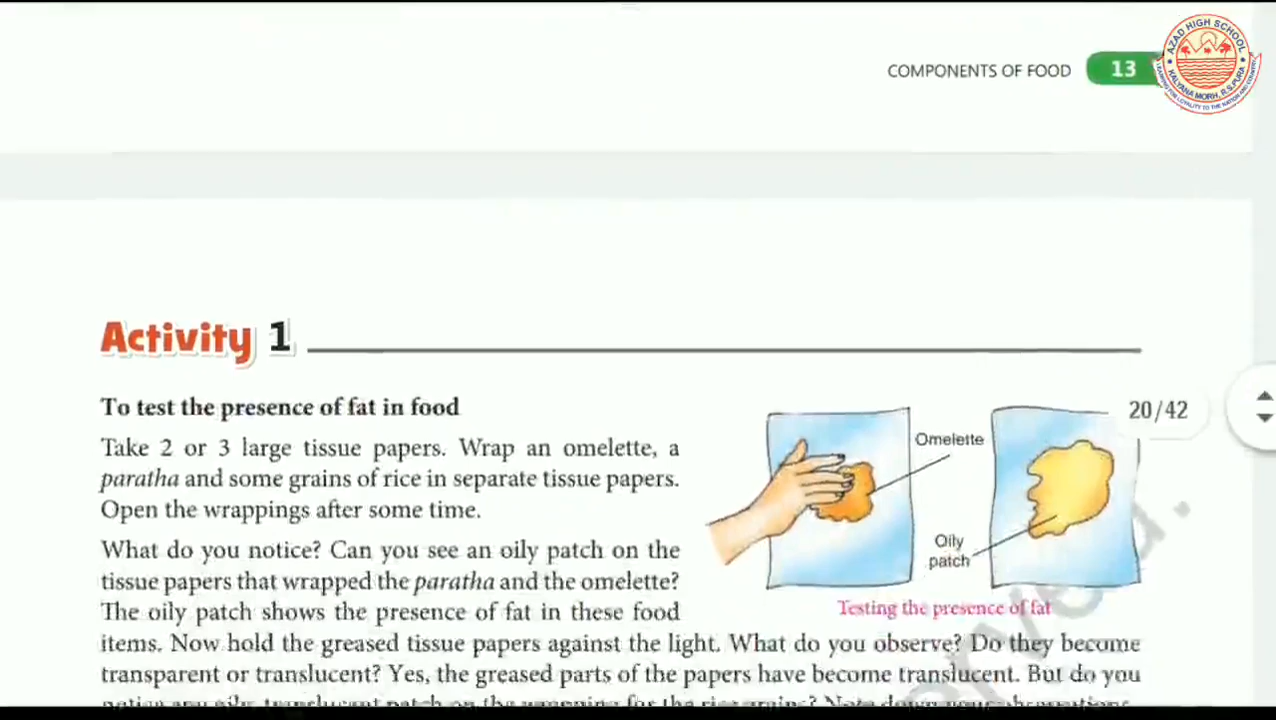 COMPONENTS OF FOOD 13
AZAD HIGH SCHOOL
KALYANA MORH, R.S.PURA
Activity 1
To test the presence of fat in food
20/42
Take 2 or 3 large tissue papers. Wrap an omelette, a
paratha and some grains of rice in separate tissue papers.
Open the wrappings after some time.
What do you notice? Can you see an oily patch on the
tissue papers that wrapped the paratha and the omelette?
The oily patch shows the presence of fat in these food
Omelette
Oily
patch
Testing the presence of fat
items. Now hold the greased tissue papers against the light. What do you observe? Do they become
transparent or translucent? Yes, the greased parts of the papers have become translucent. But do you